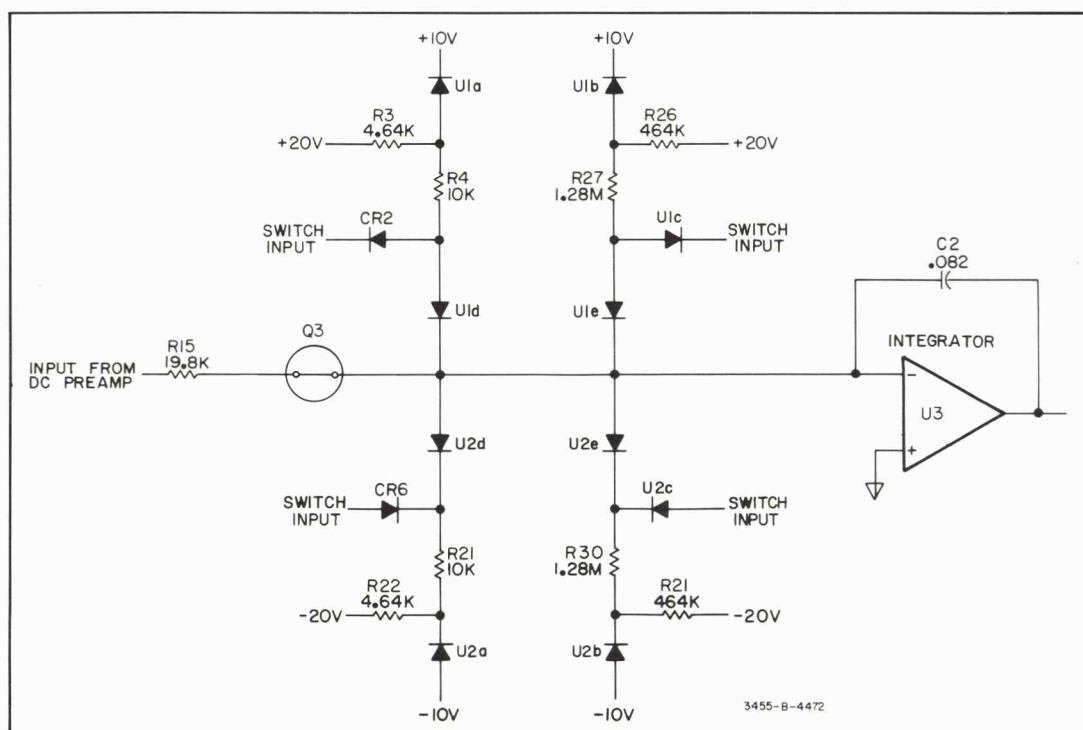 +10V
+10V
U1a
U1b
R3
4.64K
+20V
R26
464K
+20V
R4
10K
R27
1.28M
SWITCH
INPUT
CR2
U1c
SWITCH
INPUT
C2
.082
U1d
U1e
INPUT FROM
DC PREAMP
R15
19.8K
Q3
INTEGRATOR
-
U3
+
U2d
U2e
SWITCH
INPUT
CR6
U2c
SWITCH
INPUT
R21
10K
R30
1.28M
R22
4.64K
-20V
R21
464K
-20V
U2a
U2b
-10V
-10V
3455-B-4472